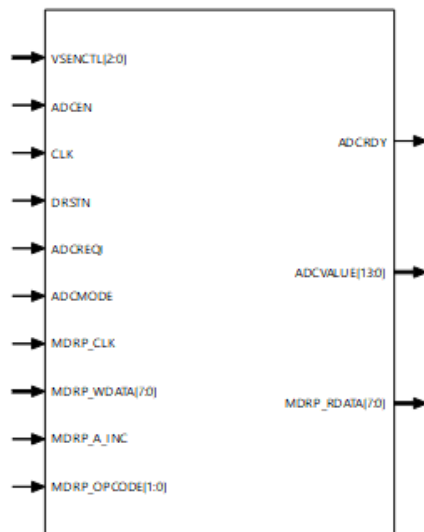 VSENCTL[2:0]
ADCEN
CLK
ADCRDY
DRSTN
ADCREQI
ADCVALUE[13:0]
ADCMODE
MDRP_CLK
MDRP_WDATA[7:0]
MDRP_RDATA[7:0]
MDRP_A_INC
MDRP_OPCODE[1:0]